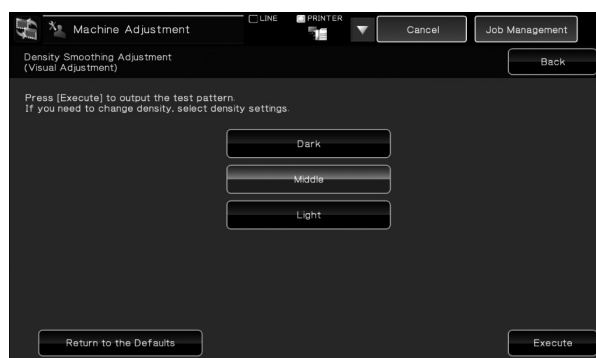 Machine Adjustment
LINE
PRINTER
Cancel
Job Management
Density Smoothing Adjustment
(Visual Adjustment)
Back
Press [Execute] to output the test pattern.
If you need to change density, select density settings.
Dark
Middle
Light
Return to the Defaults
Execute